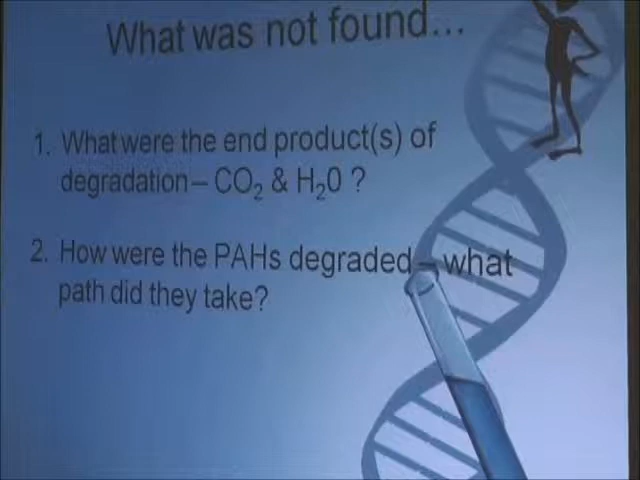 What was not found...
1. What were the end product(s) of
degradation – CO₂ & H₂0 ?
2. How were the PAHs degraded – what
path did they take?